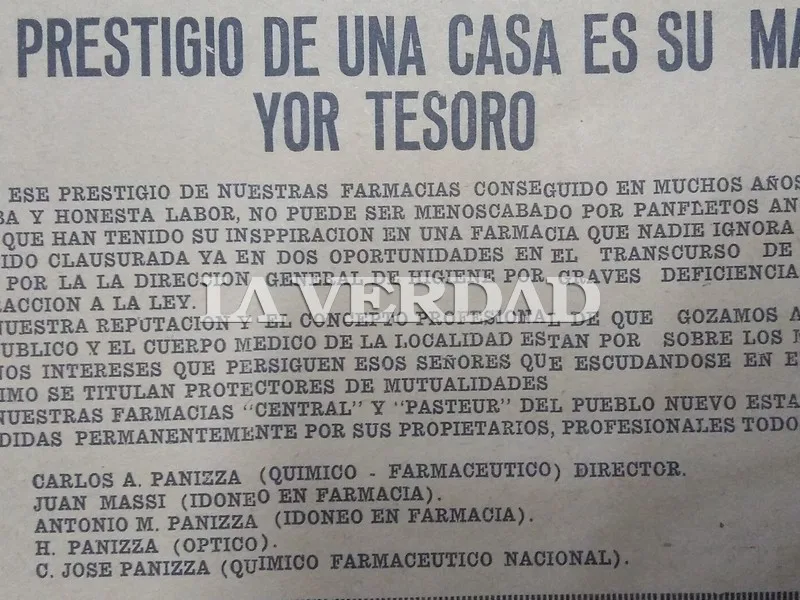 PRESTIGIO DE UNA CASA ES SU MA
YOR TESORO
ESE PRESTIGIO DE NUESTRAS FARMACIAS CONSEGUIDO EN MUCHOS AÑOS
BA Y HONESTA LABOR, NO PUEDE SER MENOSCABADO POR PANFLETOS AN
QUE HAN TENIDO SU INSPPIRACION EN UNA FARMACIA QUE NADIE IGNORA
IDO CLAUSURADA YA EN DOS OPORTUNIDADES EN EL TRANSCURSO DE
POR LA LA DIRECCION GENERAL DE HIGIENE POR GRAVES DEFICIENCIA
RACCION A LA LEY.
LA VERDAD
NUESTRA REPUTACION Y EL CONCEPTO PROFESIONAL DE QUE GOZAMOS A
PUBLICO Y EL CUERPO MEDICO DE LA LOCALIDAD ESTAN POR SOBRE LOS M
NOS INTERESES QUE PERSIGUEN ESOS SEÑORES QUE ESCUDANDOSE EN E
IMO SE TITULAN PROTECTORES DE MUTUALIDADES
NUESTRAS FARMACIAS "CENTRAL" Y "PASTEUR" DEL PUEBLO NUEVO ESTA
DIDAS PERMANENTEMENTE POR SUS PROPIETARIOS, PROFESIONALES TODO
CARLOS A. PANIZZA (QUIMICO - FARMACEUTICO) DIRECTOR.
JUAN MASSI (IDONEO EN FARMACIA).
ANTONIO M. PANIZZA (IDONEO EN FARMACIA).
H. PANIZZA (OPTICO).
C. JOSE PANIZZA (QUIMICO FARMACEUTICO NACIONAL).